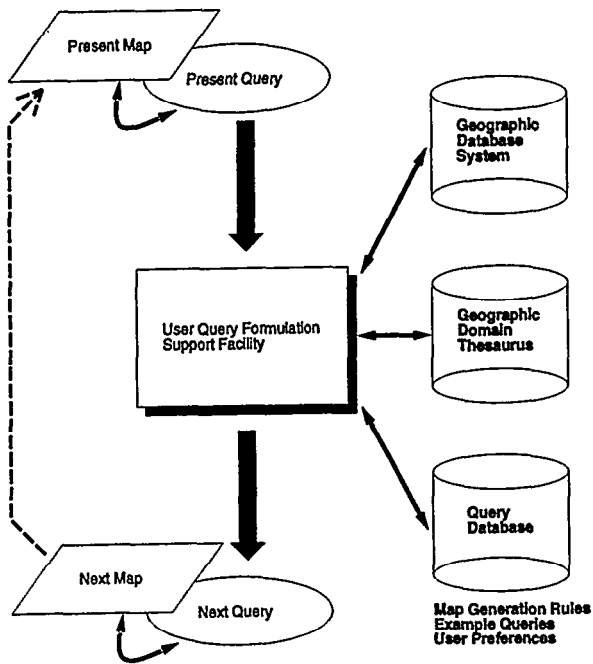 Present Map
Present Query
Geographic
Database
System
User Query Formulation
Support Facility
Geographic
Domain
Thesaurus
Query
Database
Next Map
Next Query
Map Generation Rules
Example Queries
User Preferences